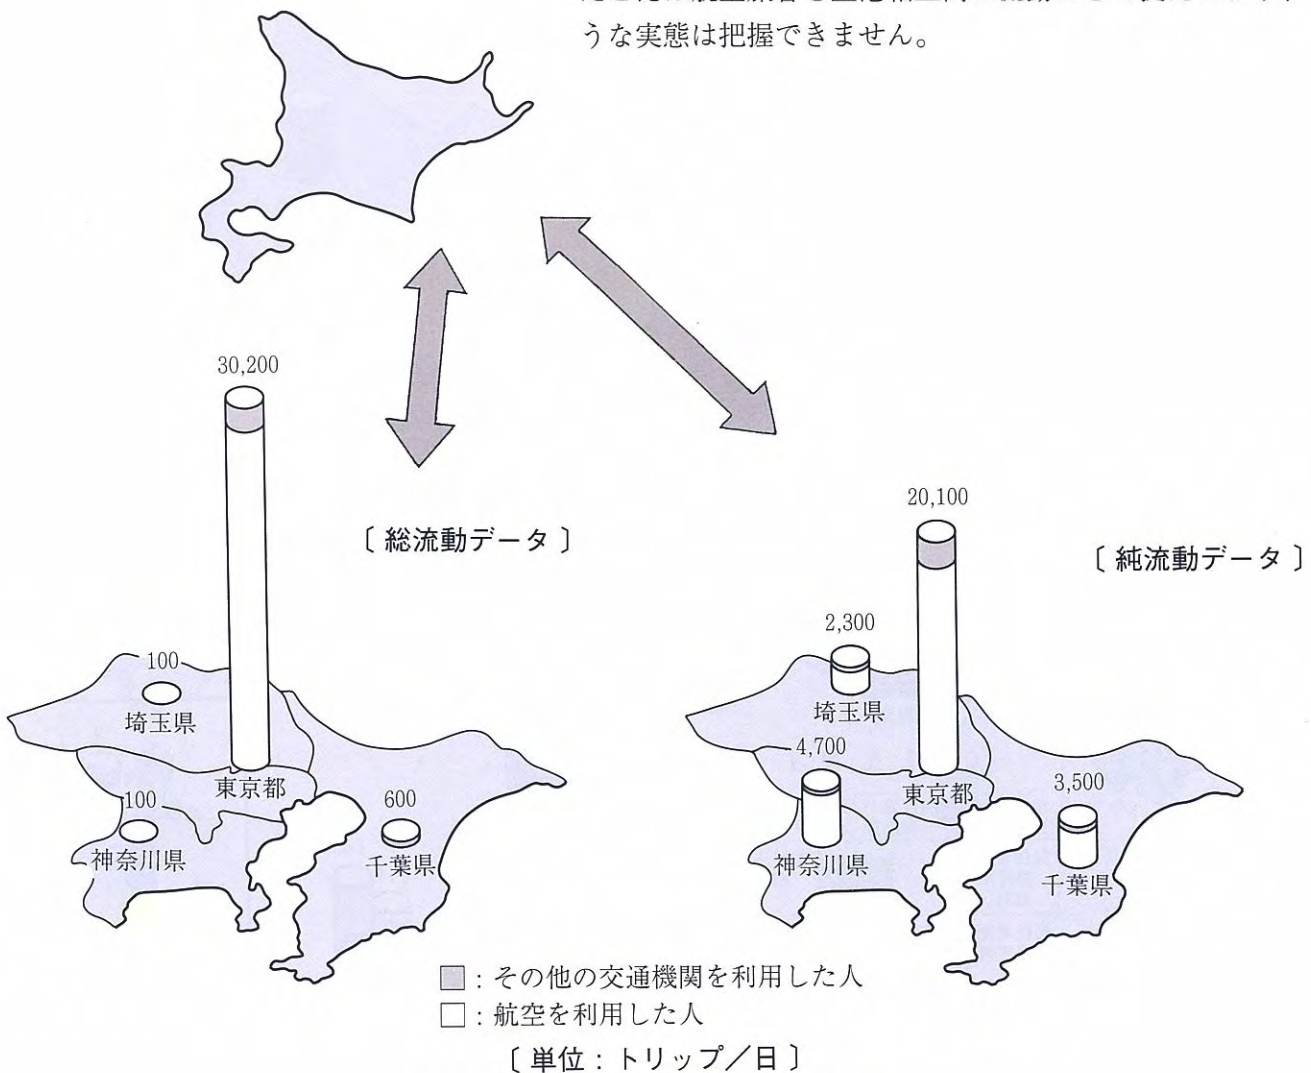 うな実態は把握できません。
30,200
〔 総流動データ 〕
100
埼玉県
東京都
100
神奈川県
600
千葉県
20,100
〔 純流動データ 〕
2,300
埼玉県
4,700
東京都
神奈川県
3,500
千葉県
■：その他の交通機関を利用した人
□：航空を利用した人
〔 単位：トリップ／日 〕